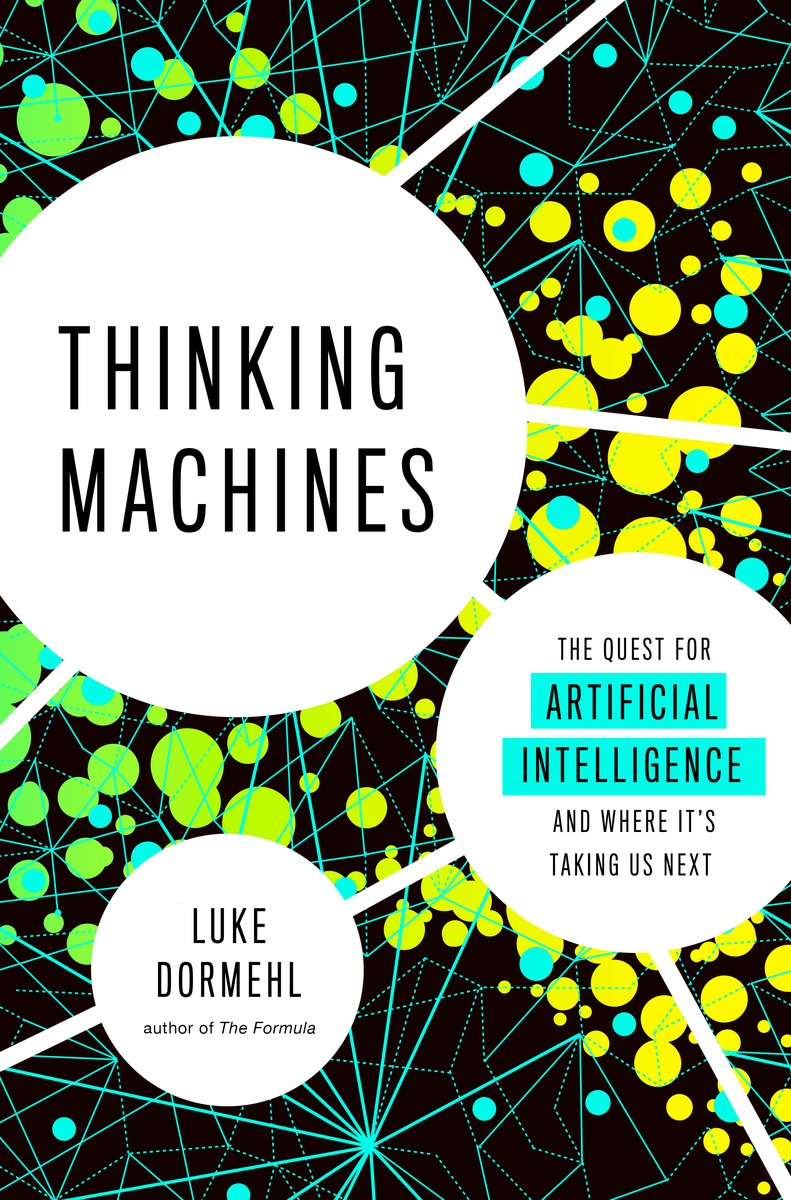 THINKING
MACHINES
THE QUEST FOR
ARTIFICIAL
INTELLIGENCE
AND WHERE IT'S
TAKING US NEXT
LUKE
DORMEHL
author of The Formula